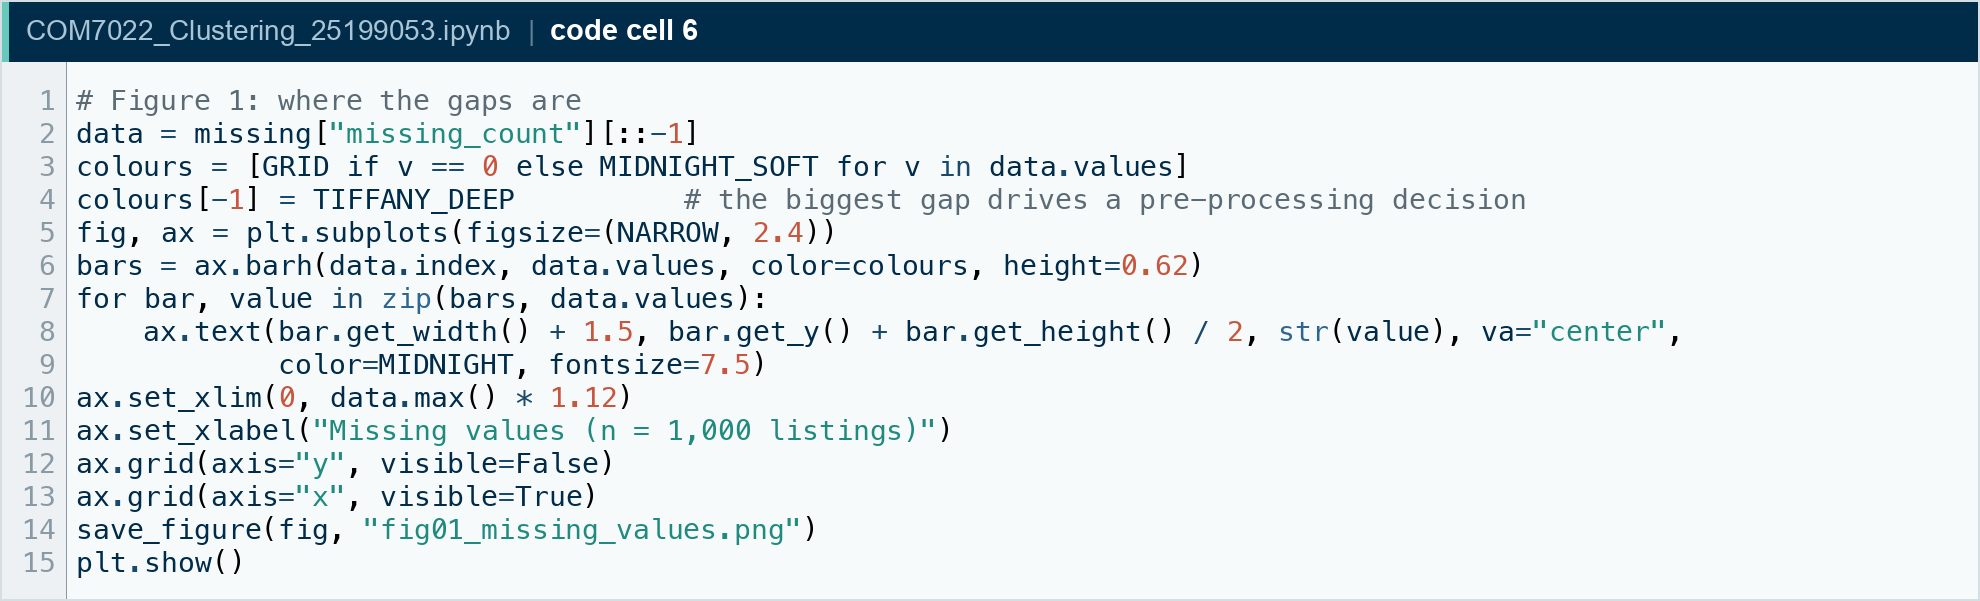 COM7022_Clustering_25199053.ipynb | code cell 6
1 # Figure 1: where the gaps are
2 data = missing["missing_count"][::-1]
3 colours = [GRID if v == 0 else MIDNIGHT_SOFT for v in data.values]
4 colours[-1] = TIFFANY_DEEP          # the biggest gap drives a pre-processing decision
5 fig, ax = plt.subplots(figsize=(NARROW, 2.4))
6 bars = ax.barh(data.index, data.values, color=colours, height=0.62)
7 for bar, value in zip(bars, data.values):
8     ax.text(bar.get_width() + 1.5, bar.get_y() + bar.get_height() / 2, str(value), va="center",
9             color=MIDNIGHT, fontsize=7.5)
10 ax.set_xlim(0, data.max() * 1.12)
11 ax.set_xlabel("Missing values (n = 1,000 listings)")
12 ax.grid(axis="y", visible=False)
13 ax.grid(axis="x", visible=True)
14 save_figure(fig, "fig01_missing_values.png")
15 plt.show()